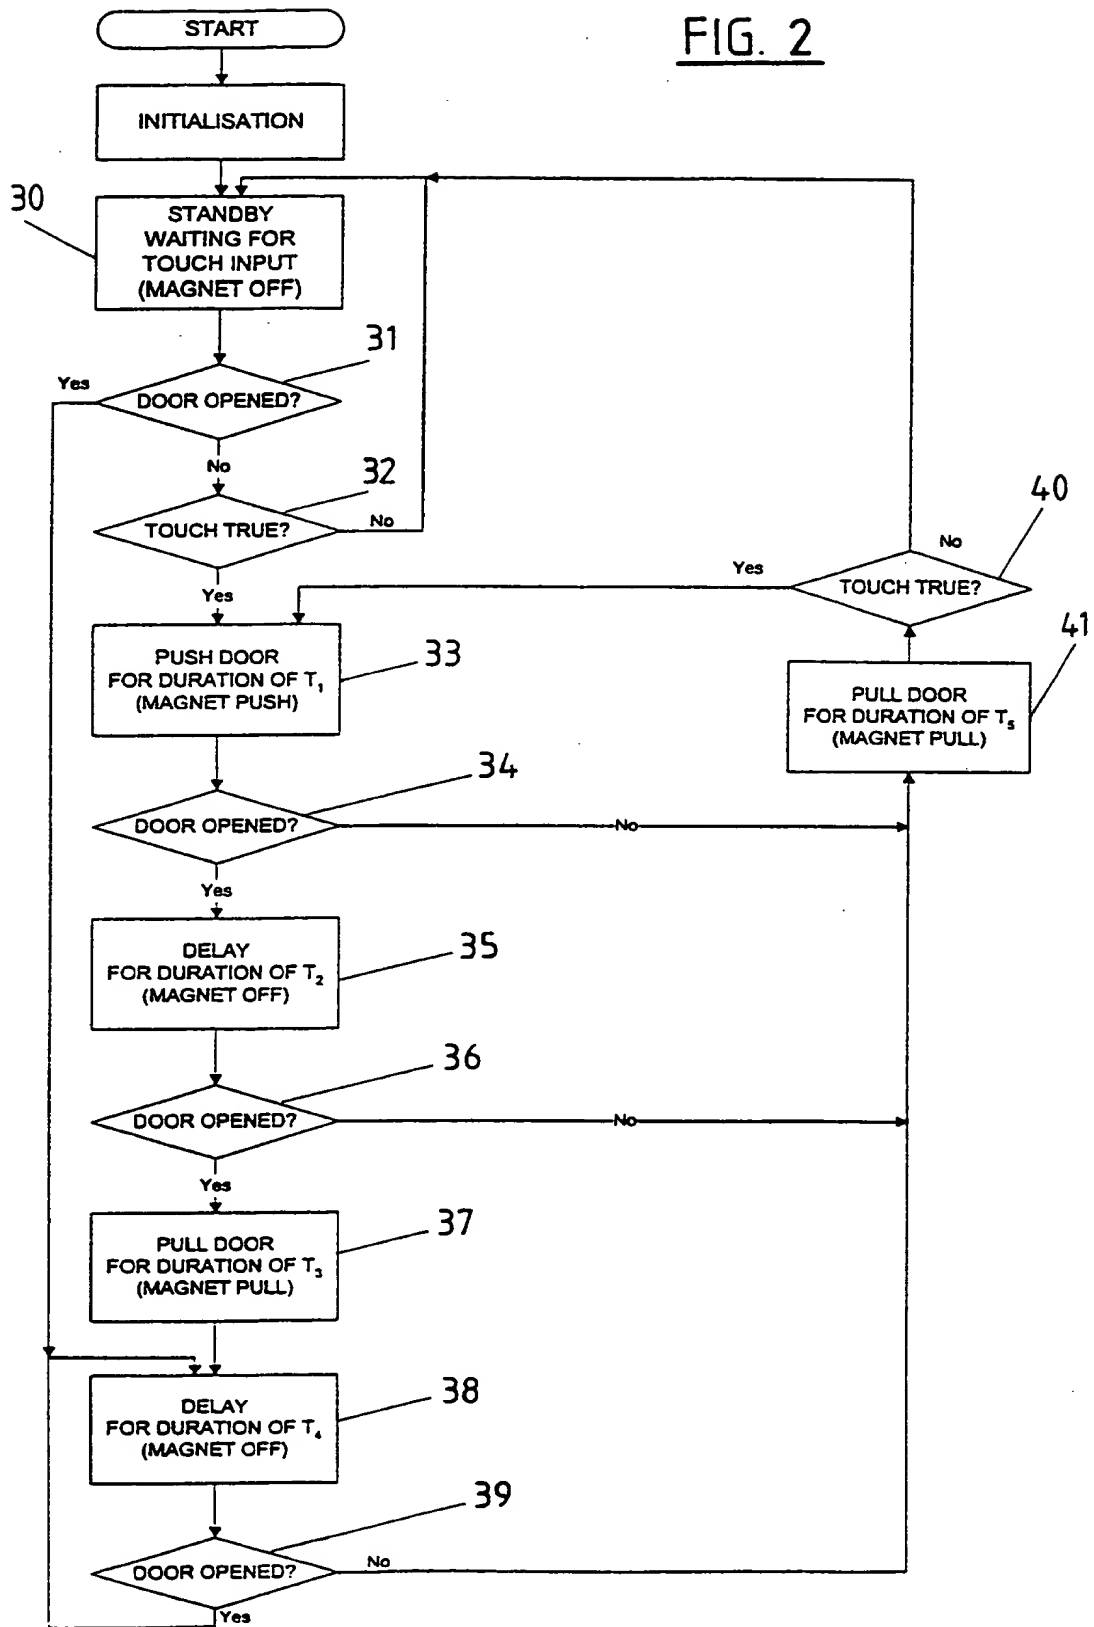 FIG. 2
START
INITIALISATION
30
STANDBY
WAITING FOR
TOUCH INPUT
(MAGNET OFF)
31
Yes
DOOR OPENED?
No
32
TOUCH TRUE?
No
Yes
40
No
Yes
TOUCH TRUE?
41
PULL DOOR
FOR DURATION OF T₅
(MAGNET PULL)
33
PUSH DOOR
FOR DURATION OF T₁
(MAGNET PUSH)
34
DOOR OPENED?
No
Yes
35
DELAY
FOR DURATION OF T₂
(MAGNET OFF)
36
DOOR OPENED?
No
Yes
37
PULL DOOR
FOR DURATION OF T₃
(MAGNET PULL)
38
DELAY
FOR DURATION OF T₄
(MAGNET OFF)
39
DOOR OPENED?
No
Yes